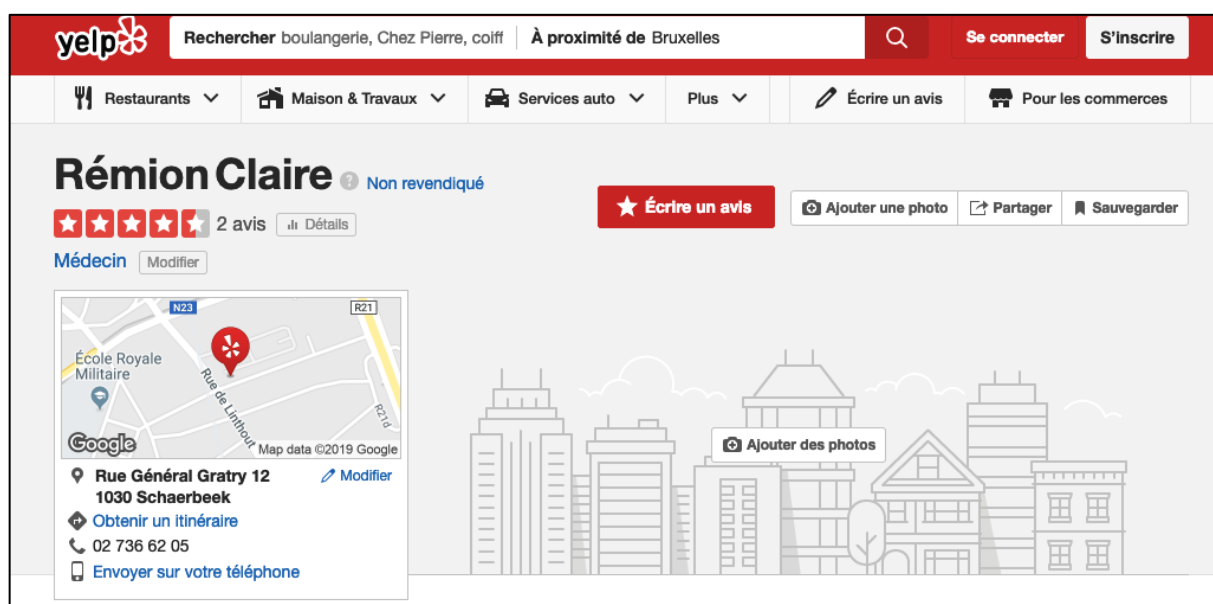 yelp
Rechercher boulangerie, Chez Pierre, coiff
À proximité de Bruxelles
Se connecter
S'inscrire
Restaurants
Maison & Travaux
Services auto
Plus
Écrire un avis
Pour les commerces
Rémion Claire
? Non revendiqué
2 avis
Détails
Écrire un avis
Ajouter une photo
Partager
Sauvegarder
Médecin
Modifier
N23
R21
École Royale
Militaire
Rue de Linthout
R21d
Google
Map data ©2019 Google
Ajouter des photos
Rue Général Gratry 12
Modifier
1030 Schaerbeek
Obtenir un itinéraire
02 736 62 05
Envoyer sur votre téléphone